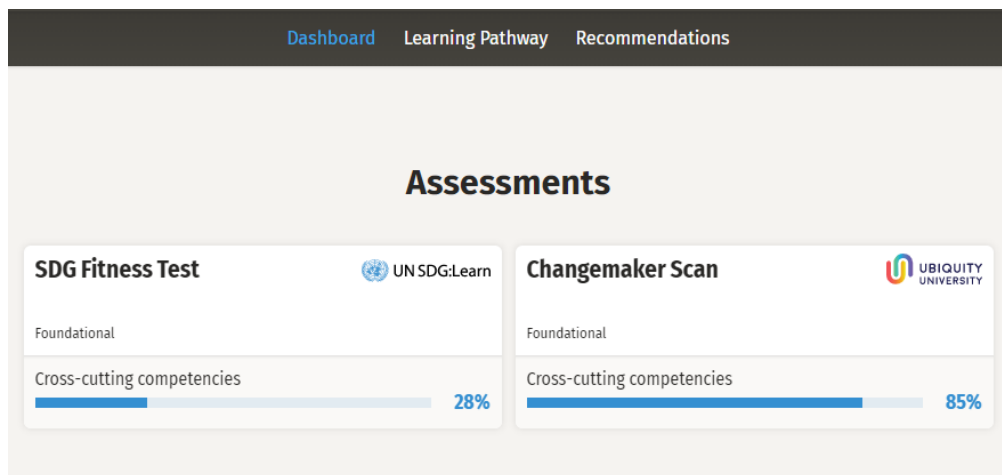 Dashboard Learning Pathway Recommendations
Assessments
SDG Fitness Test
UN SDG:Learn
Foundational
Cross-cutting competencies
28%
Changemaker Scan
UBIQUITY
UNIVERSITY
Foundational
Cross-cutting competencies
85%